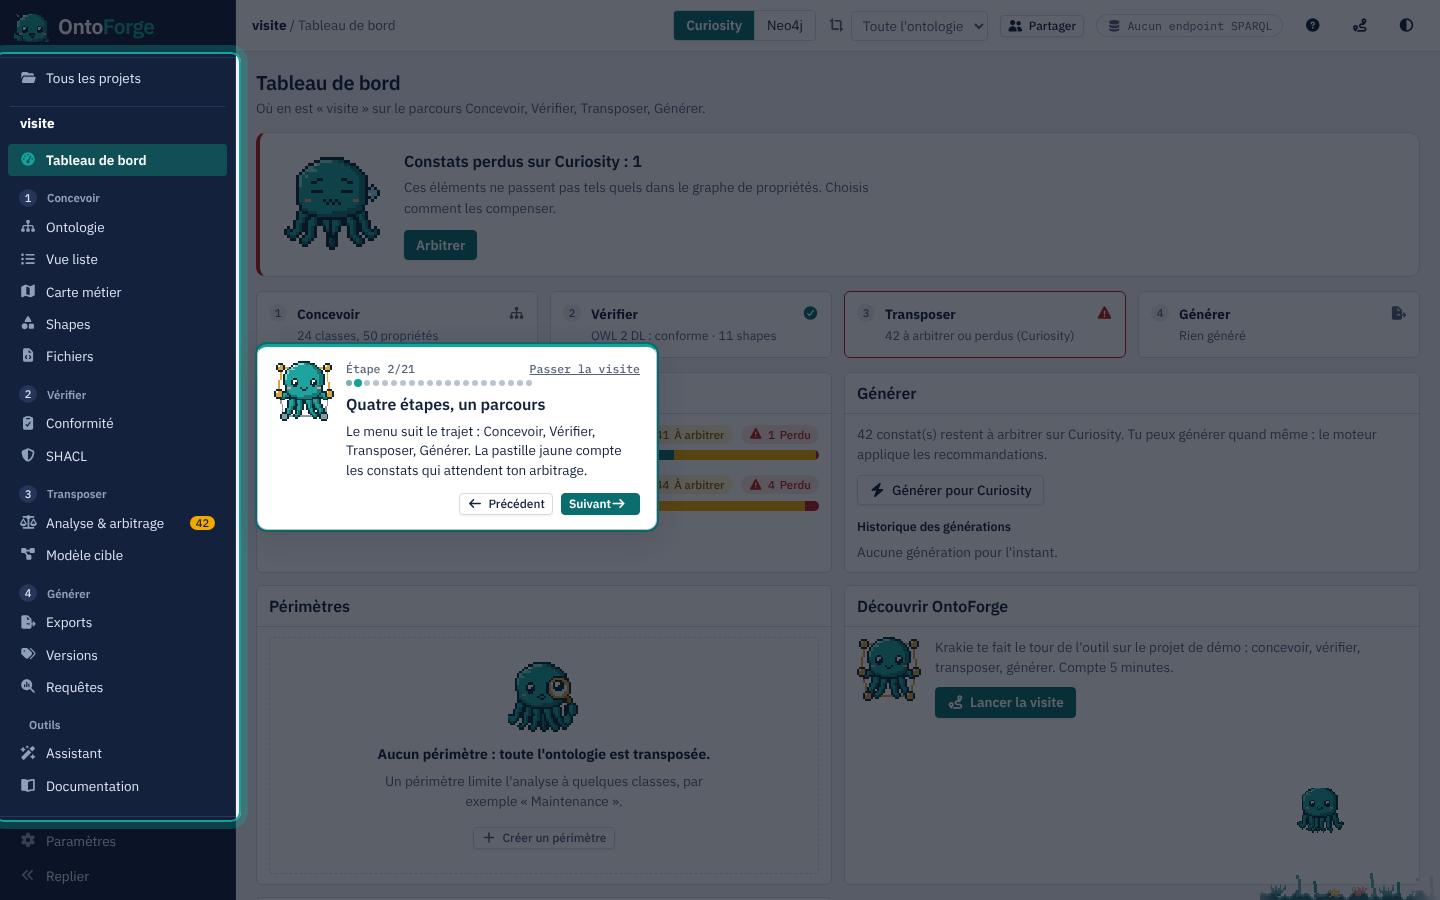 OntoForge
Tous les projets
visite
Tableau de bord
1 Concevoir
Ontologie
Vue liste
Carte métier
Shapes
Fichiers
2 Vérifier
Conformité
SHACL
3 Transposer
Analyse & arbitrage 42
Modèle cible
4 Générer
Exports
Versions
Requêtes
Outils
Assistant
Documentation
Paramètres
Replier
visite / Tableau de bord
Curiosity Neo4j Toute l'ontologie Partager Aucun endpoint SPARQL
Tableau de bord
Où en est « visite » sur le parcours Concevoir, Vérifier, Transposer, Générer.
Constats perdus sur Curiosity : 1
Ces éléments ne passent pas tels quels dans le graphe de propriétés. Choisis
comment les compenser.
Arbitrer
1 Concevoir
24 classes, 50 propriétés
2 Vérifier
OWL 2 DL : conforme · 11 shapes
3 Transposer
42 à arbitrer ou perdus (Curiosity)
4 Générer
Rien généré
Étape 2/21 Passer la visite
Quatre étapes, un parcours
Le menu suit le trajet : Concevoir, Vérifier,
Transposer, Générer. La pastille jaune compte
les constats qui attendent ton arbitrage.
Précédent Suivant
41 À arbitrer 1 Perdu
44 À arbitrer 4 Perdu
Générer
42 constat(s) restent à arbitrer sur Curiosity. Tu peux générer quand même : le moteur
applique les recommandations.
Générer pour Curiosity
Historique des générations
Aucune génération pour l'instant.
Périmètres
Aucun périmètre : toute l'ontologie est transposée.
Un périmètre limite l'analyse à quelques classes, par
exemple « Maintenance ».
Créer un périmètre
Découvrir OntoForge
Krakie te fait le tour de l'outil sur le projet de démo : concevoir, vérifier,
transposer, générer. Compte 5 minutes.
Lancer la visite